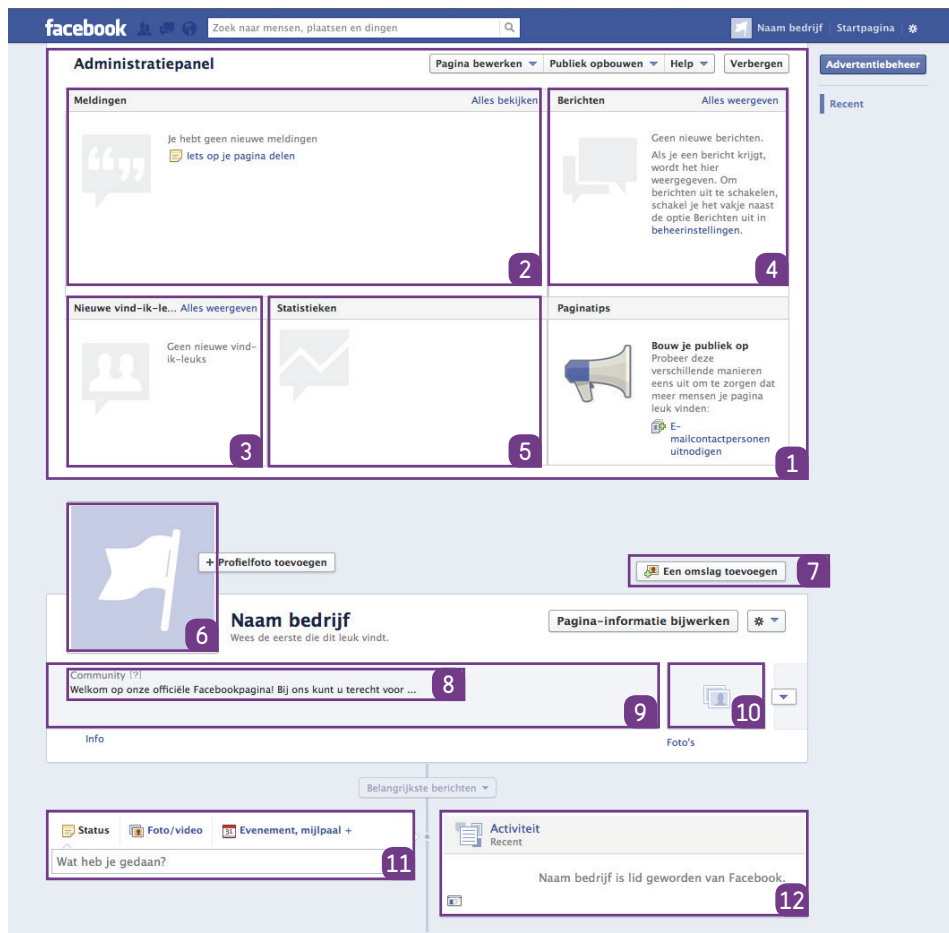 facebook
Zoek naar mensen, plaatsen en dingen
Naam bedrijf
Startpagina
Administratiepanel
Pagina bewerken
Publiek opbouwen
Help
Verbergen
Advertentiebeheer
Recent
Meldingen
Alles bekijken
Je hebt geen nieuwe meldingen
Iets op je pagina delen
2
Berichten
Alles weergeven
Geen nieuwe berichten.
Als je een bericht krijgt,
wordt het hier
weergegeven. Om
berichten uit te schakelen,
schakel je het vakje naast
de optie Berichten uit in
beheerinstellingen.
4
Nieuwe vind-ik-le... Alles weergeven
Geen nieuwe vind-
ik-leuks
3
Statistieken
5
Paginatips
Bouw je publiek op
Probeer deze
verschillende manieren
eens uit om te zorgen dat
meer mensen je pagina
leuk vinden:
E-
mailcontactpersonen
uitnodigen
1
+ Profielfoto toevoegen
6
Een omslag toevoegen
7
Naam bedrijf
Wees de eerste die dit leuk vindt.
Pagina-informatie bijwerken
Community [?]
Welkom op onze officiële Facebookpagina! Bij ons kunt u terecht voor ...
8
9
10
Info
Foto's
Belangrijkste berichten
Status
Foto/video
31
Evenement, mijlpaal +
Wat heb je gedaan?
11
Activiteit
Recent
Naam bedrijf is lid geworden van Facebook.
12